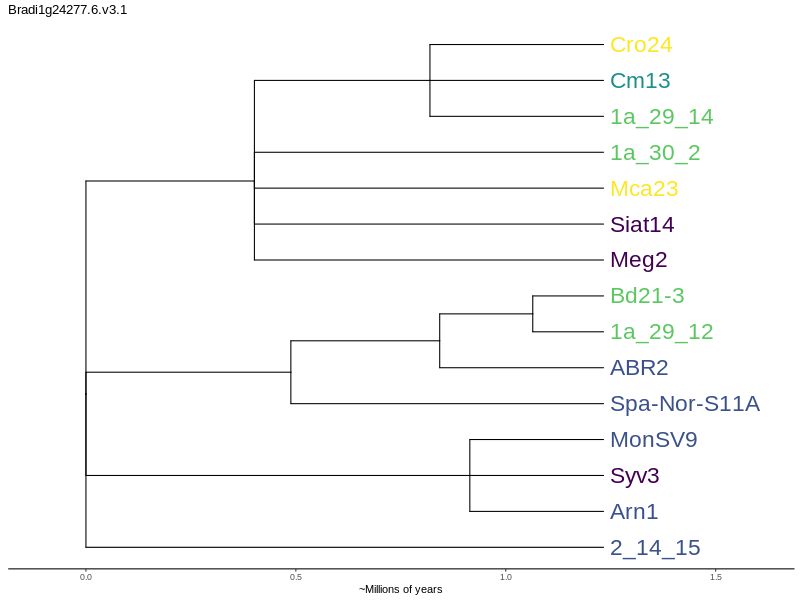 Bradi1g24277.6.v3.1
Cro24
Cm13
1a_29_14
1a_30_2
Mca23
Siat14
Meg2
Bd21-3
1a_29_12
ABR2
Spa-Nor-S11A
MonSV9
Syv3
Arn1
2_14_15
0.0 0.5 1.0 1.5
~Millions of years